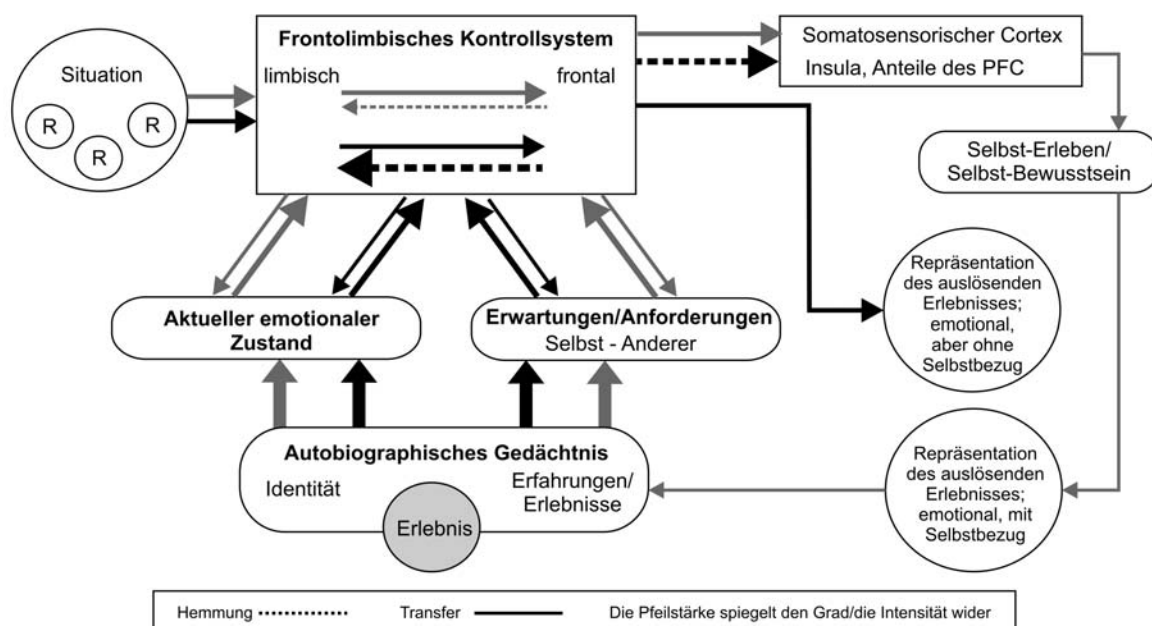 Situation
R
R
R
Frontolimbisches Kontrollsystem
limbisch
frontal
Somatosensorischer Cortex
Insula, Anteile des PFC
Selbst-Erleben/
Selbst-Bewusstsein
Repräsentation
des auslösenden
Erlebnisses;
emotional,
aber ohne
Selbstbezug
Aktueller emotionaler
Zustand
Erwartungen/Anforderungen
Selbst - Anderer
Autobiographisches Gedächtnis
Identität
Erfahrungen/
Erlebnisse
Erlebnis
Repräsentation
des auslösenden
Erlebnisses;
emotional, mit
Selbstbezug
Hemmung
Transfer
Die Pfeilstärke spiegelt den Grad/die Intensität wider